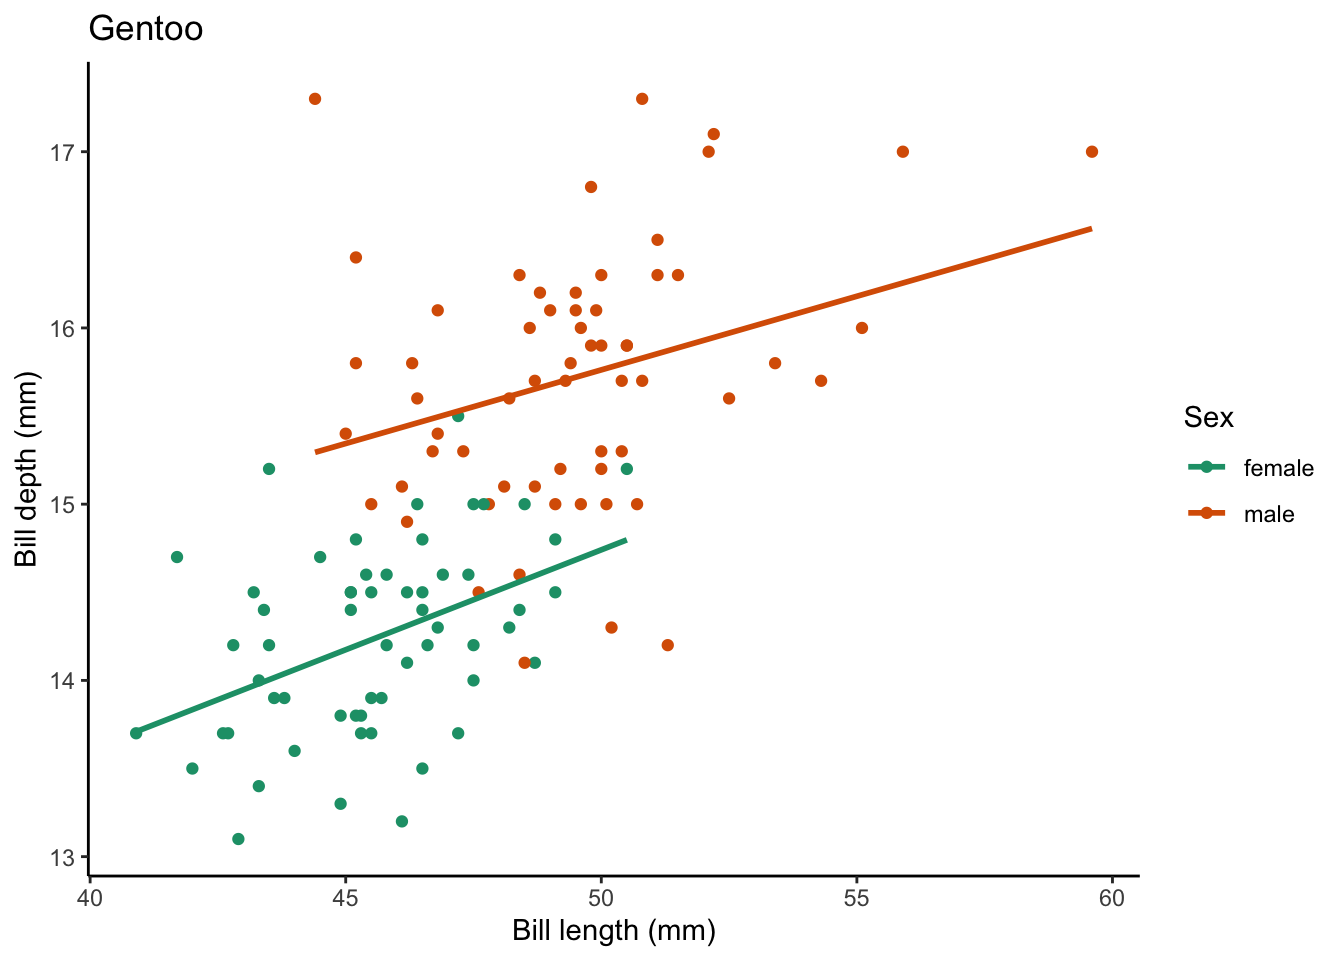 Gentoo
17
16
15
14
13
Bill depth (mm)
40 45 50 55 60
Bill length (mm)
Sex
female
male